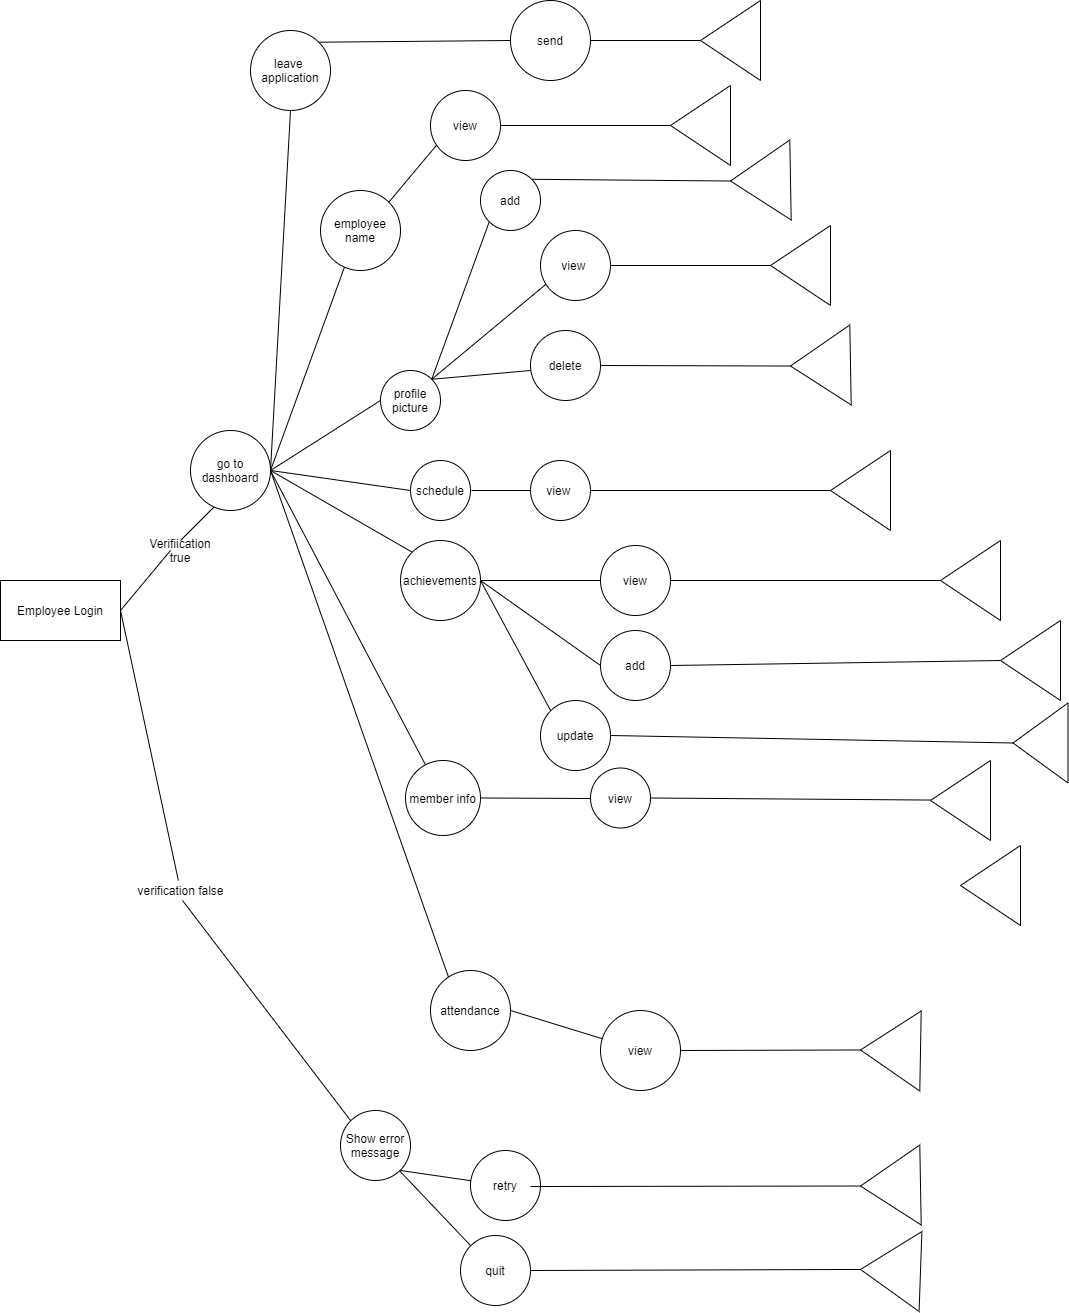 send
leave
application
view
add
employee
name
view
delete
profile
picture
go to
dashboard
schedule
view
Verifiication
true
achievements
view
Employee Login
add
update
member info
view
verification false
attendance
view
Show error
message
retry
quit